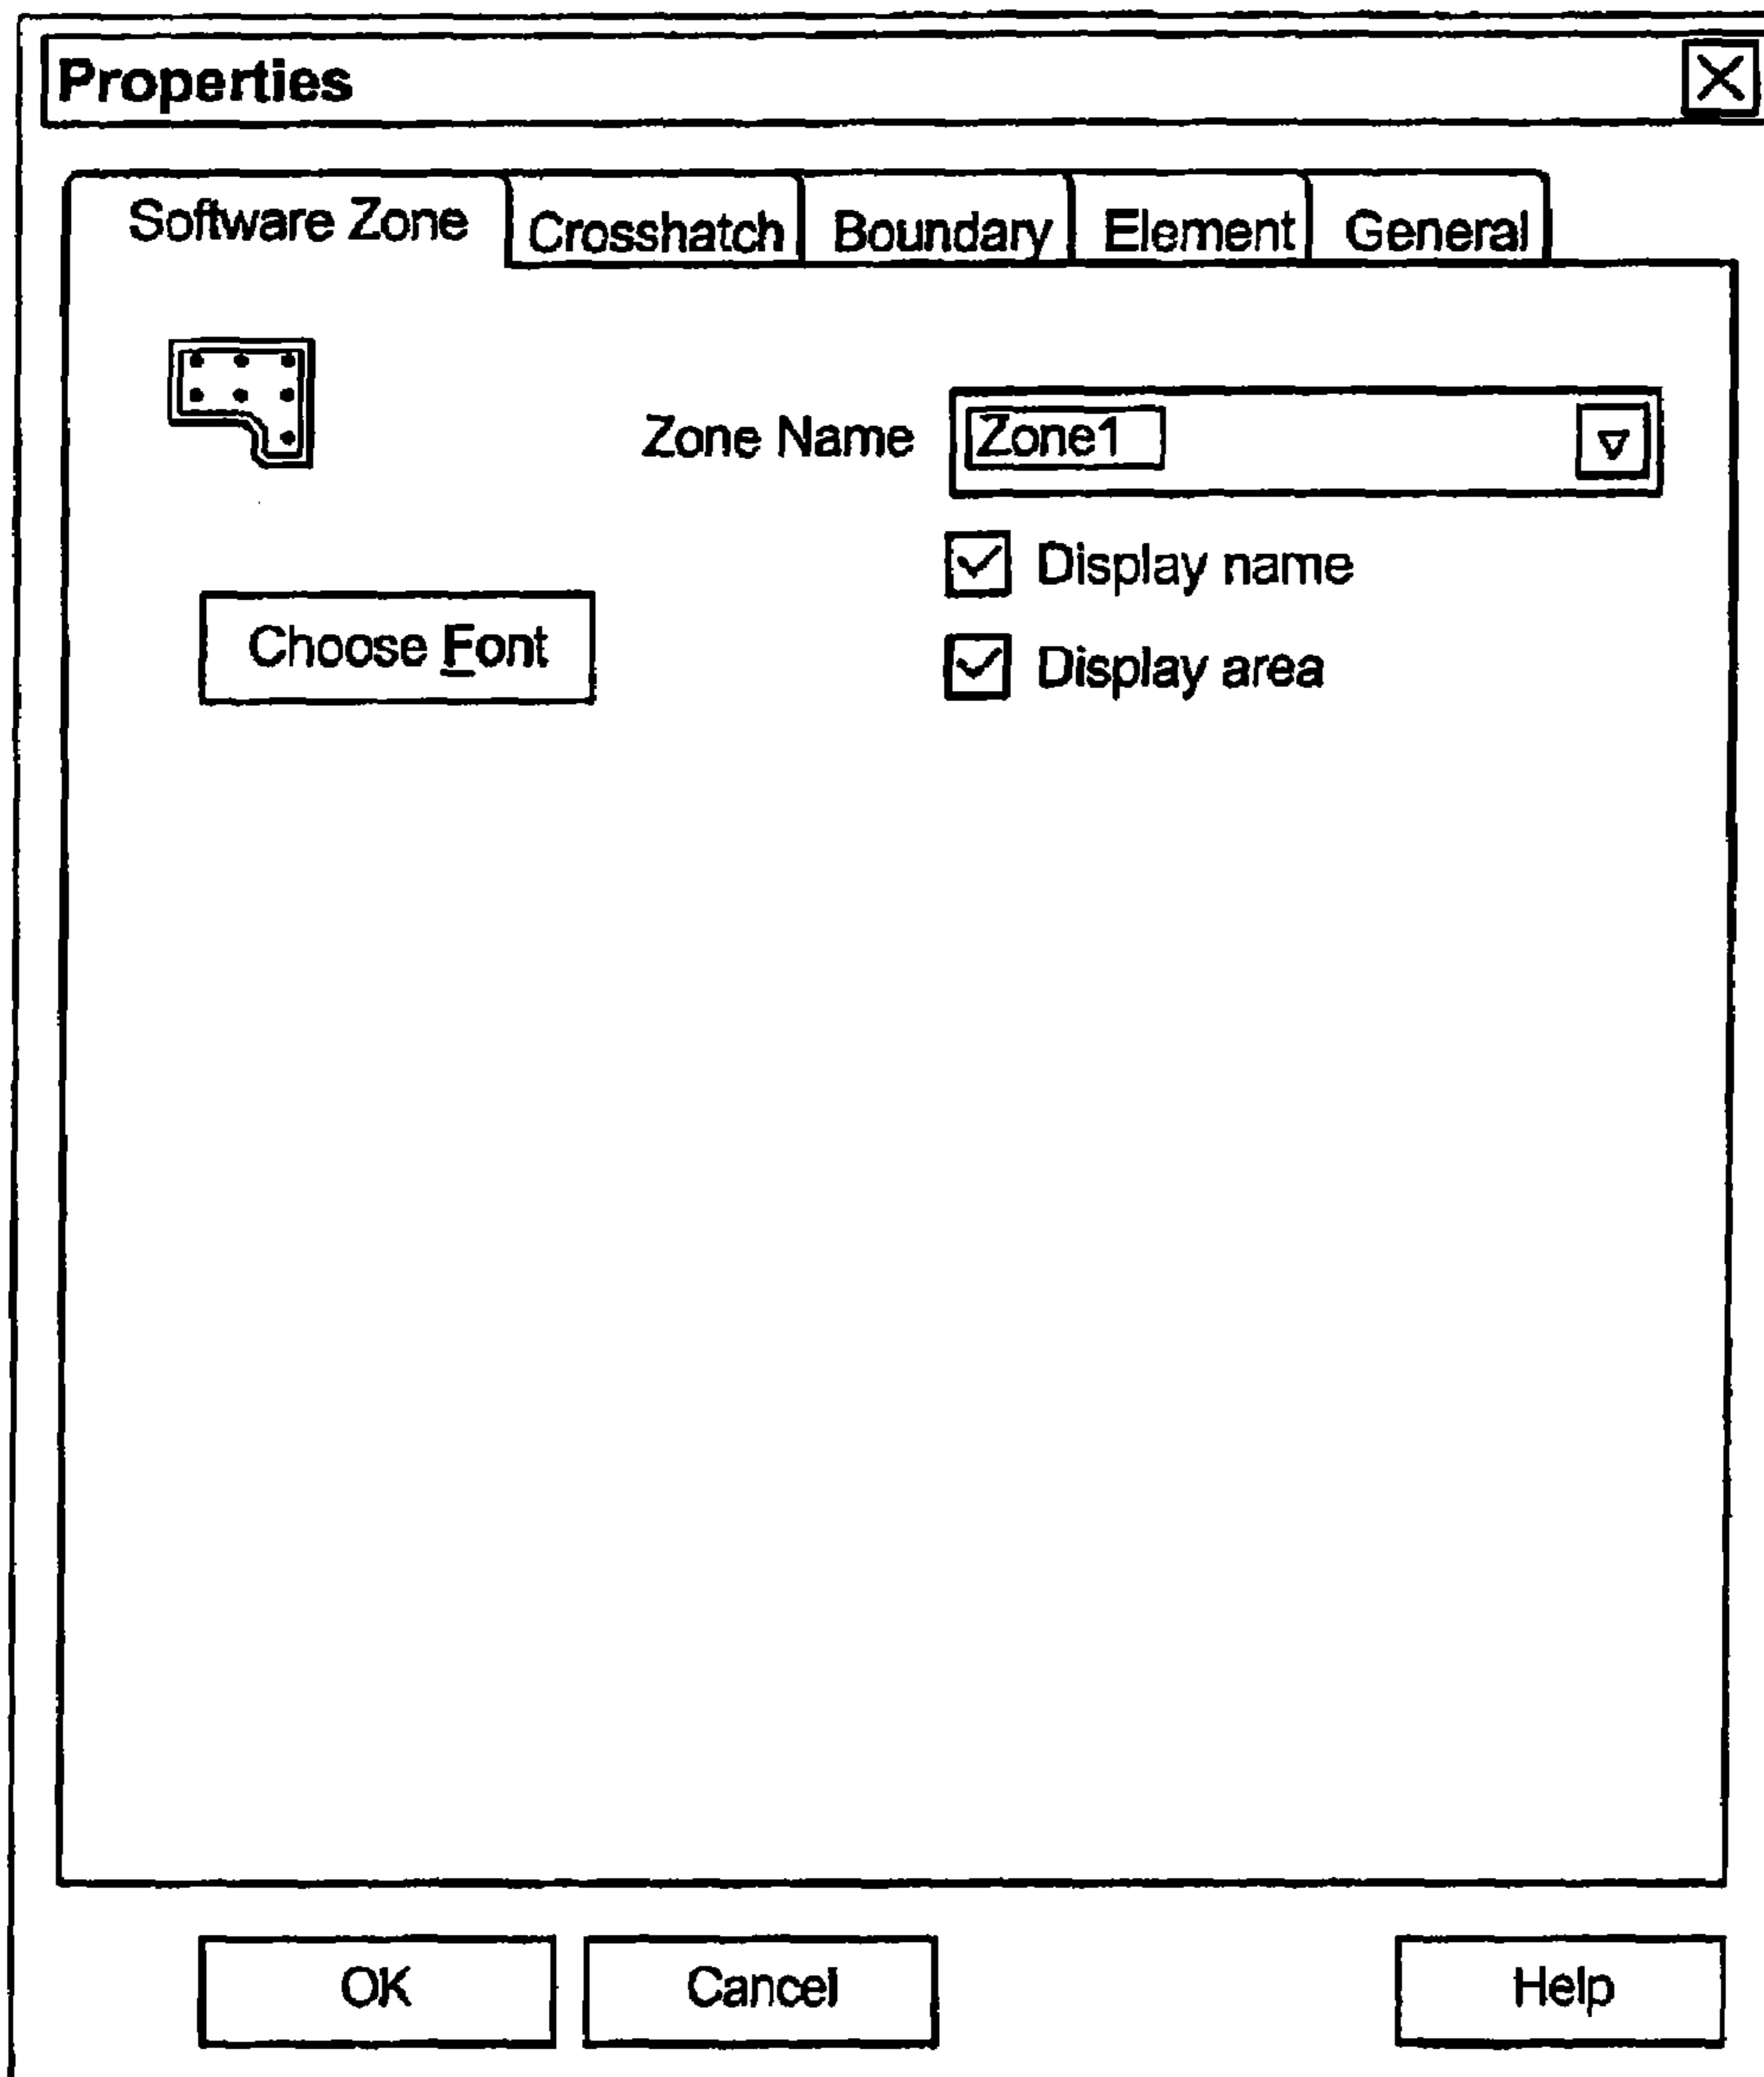 Properties
Software Zone Crosshatch Boundary Element General
Zone Name Zone1
Display name
Choose Font
Display area
OK Cancel Help